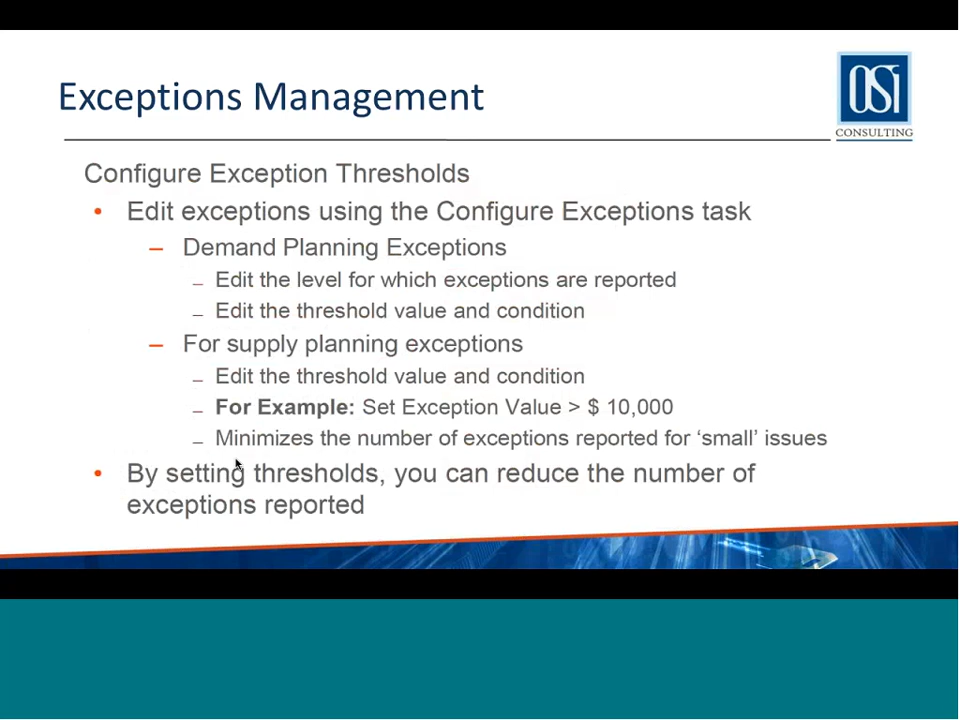 Exceptions Management
OSi
CONSULTING
Configure Exception Thresholds
• Edit exceptions using the Configure Exceptions task
– Demand Planning Exceptions
– Edit the level for which exceptions are reported
– Edit the threshold value and condition
– For supply planning exceptions
– Edit the threshold value and condition
– For Example: Set Exception Value > $ 10,000
– Minimizes the number of exceptions reported for ‘small’ issues
• By setting thresholds, you can reduce the number of
exceptions reported